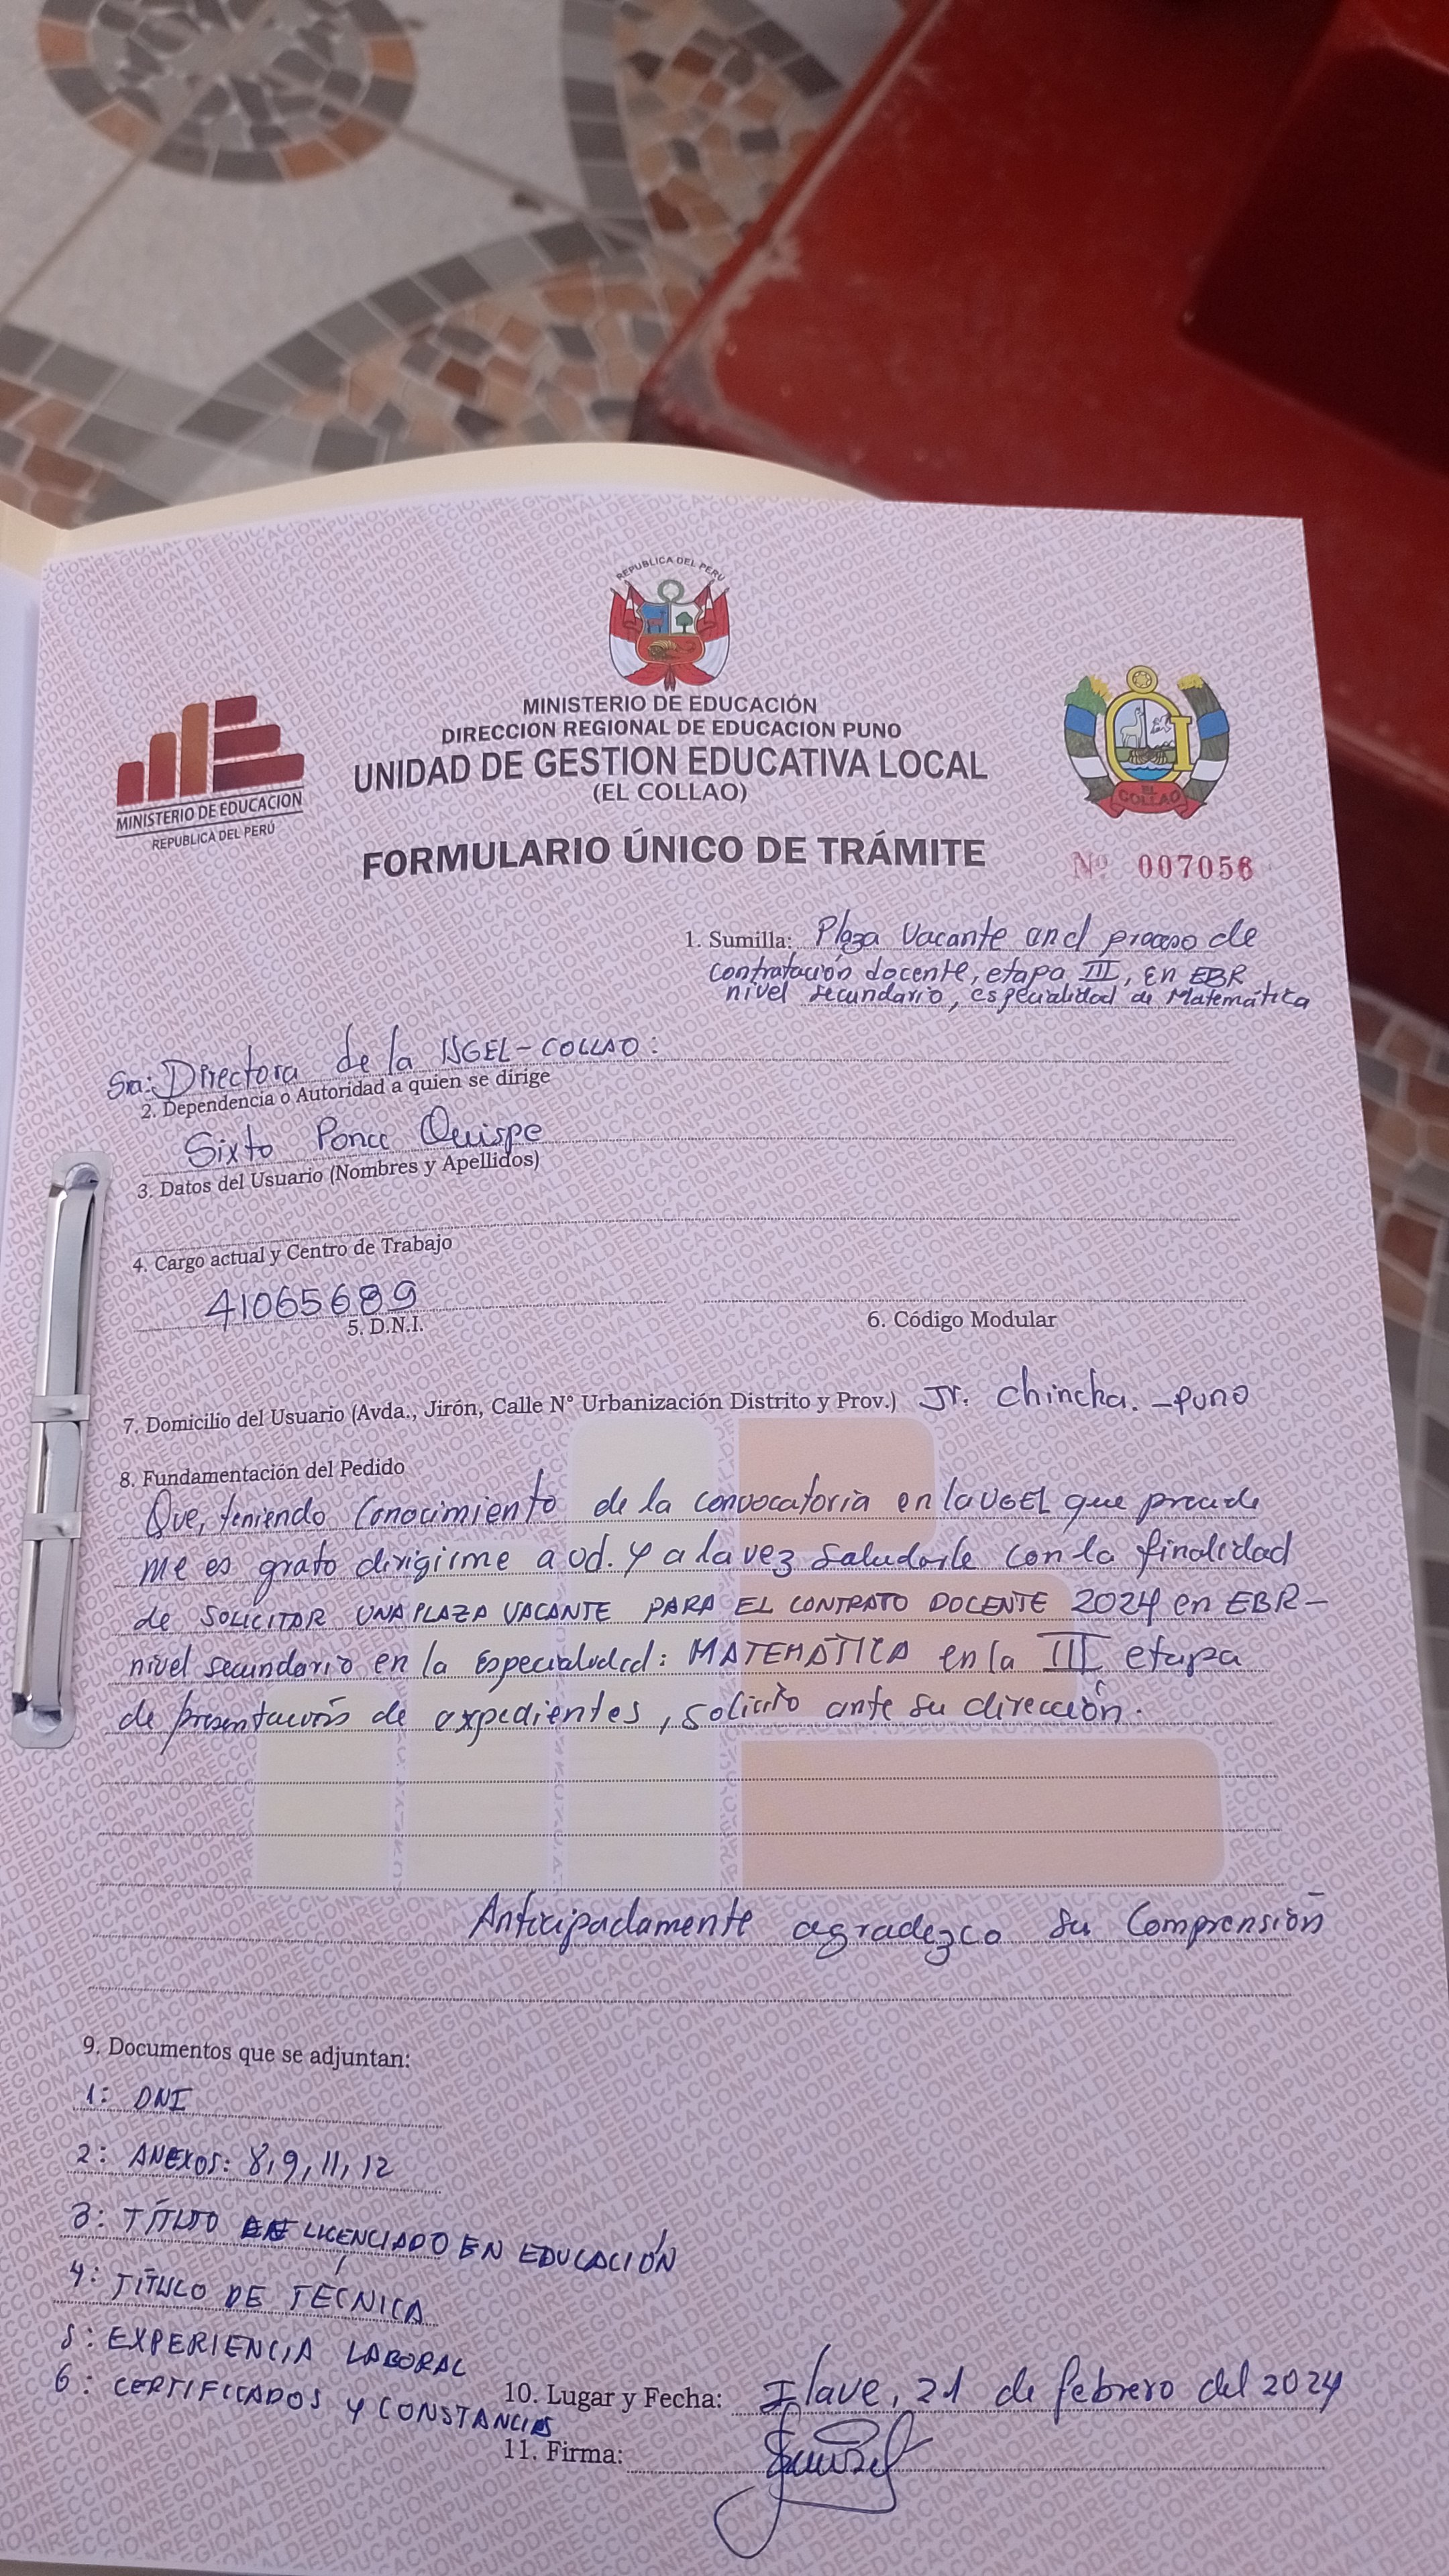 REPUBLICA DEL PERÚ
MINISTERIO DE EDUCACIÓN
DIRECCION REGIONAL DE EDUCACION PUNO
UNIDAD DE GESTION EDUCATIVA LOCAL
(EL COLLAO)
MINISTERIO DE EDUCACION
REPUBLICA DEL PERÚ
EL COLLAO
FORMULARIO ÚNICO DE TRÁMITE
Nº 007056
1. Sumilla: Plaza Vacante en el proceso de
contratación docente, etapa III, en EBR
nivel secundario, especialidad de Matemática
Sra: Directora de la UGEL-COLLAO:
2. Dependencia o Autoridad a quien se dirige
Sixto Ponce Quispe
3. Datos del Usuario (Nombres y Apellidos)
4. Cargo actual y Centro de Trabajo
41065689
5. D.N.I.
6. Código Modular
7. Domicilio del Usuario (Avda., Jirón, Calle N° Urbanización Distrito y Prov.) Jr. Chincha. - Puno
8. Fundamentación del Pedido
Que, teniendo Conocimiento de la convocatoria en la UGEL que preside
me es grato dirigirme a Ud. y a la vez saludarle con la finalidad
de SOLICITAR UNA PLAZA VACANTE PARA EL CONTRATO DOCENTE 2024 en EBR-
nivel secundario en la especialidad: MATEMÁTICA en la III etapa
de presentación de expedientes, solicito ante su dirección.
Anticipadamente agradezco su Comprensión
9. Documentos que se adjuntan:
1: DNI
2: ANEXOS: 8, 9, 11, 12
3: TÍTULO LICENCIADO EN EDUCACIÓN
4: TÍTULO DE TÉCNICA
5: EXPERIENCIA LABORAL
6: CERTIFICADOS Y CONSTANCIAS
10. Lugar y Fecha: Ilave, 21 de febrero del 2024
11. Firma: